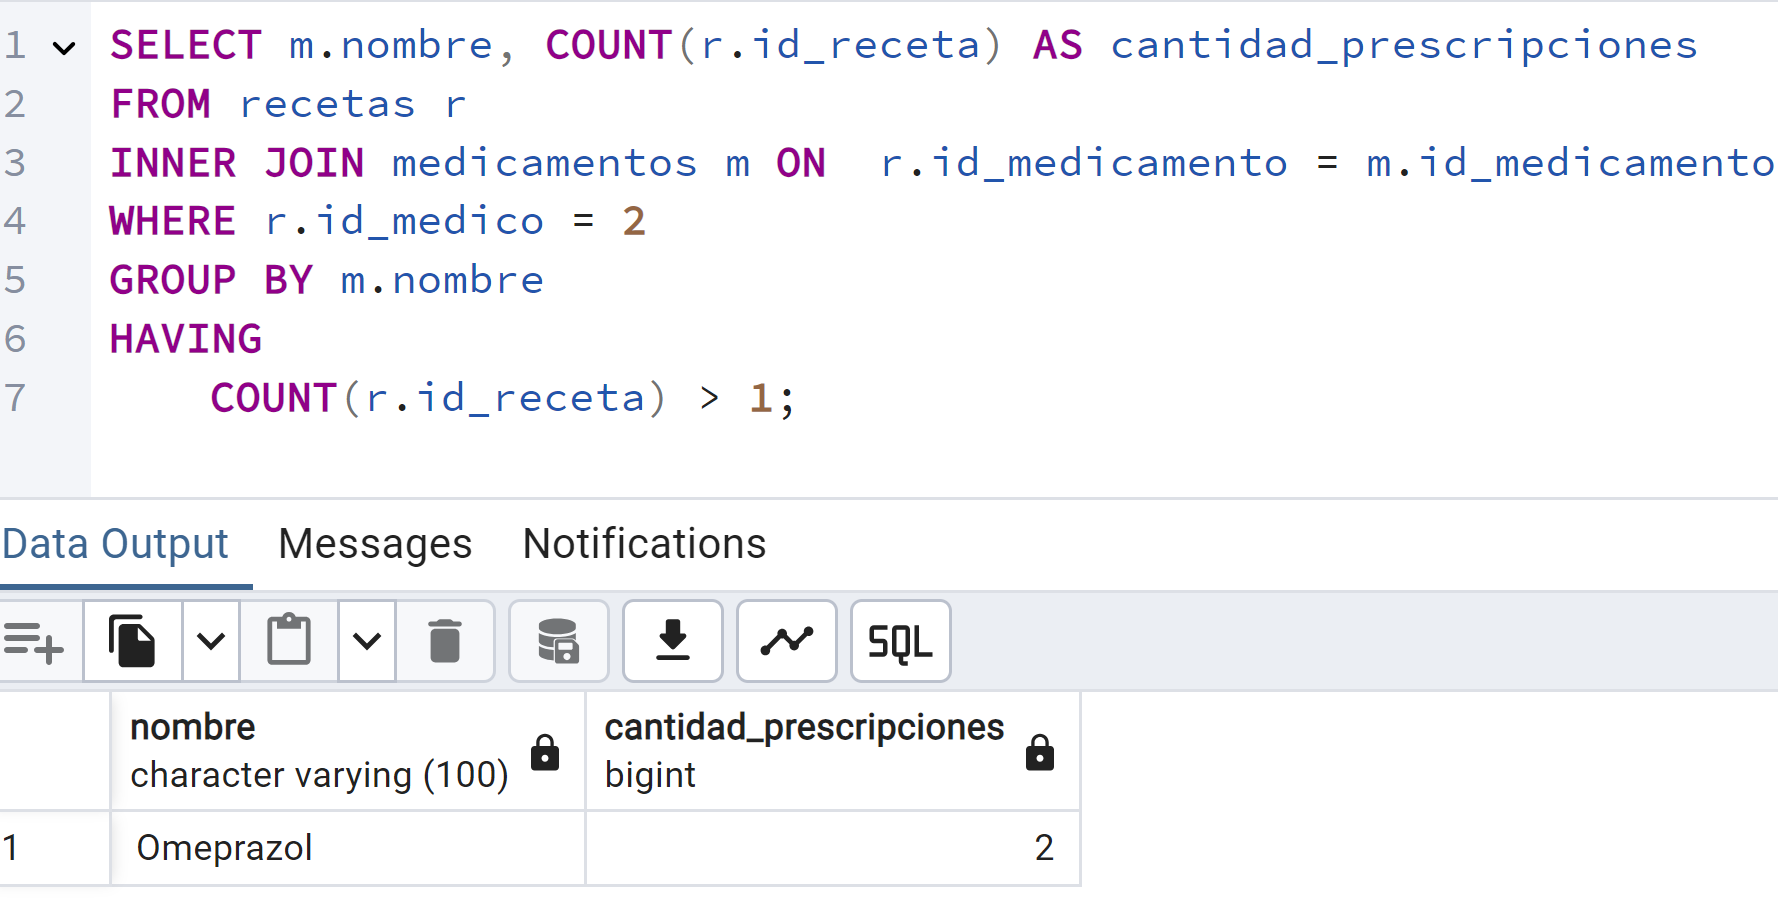 1 SELECT m.nombre, COUNT(r.id_receta) AS cantidad_prescripciones
2 FROM recetas r
3 INNER JOIN medicamentos m ON  r.id_medicamento = m.id_medicamento
4 WHERE r.id_medico = 2
5 GROUP BY m.nombre
6 HAVING
7     COUNT(r.id_receta) > 1;
Data Output Messages Notifications
SQL
nombre cantidad_prescripciones
character varying (100) bigint
1 Omeprazol 2